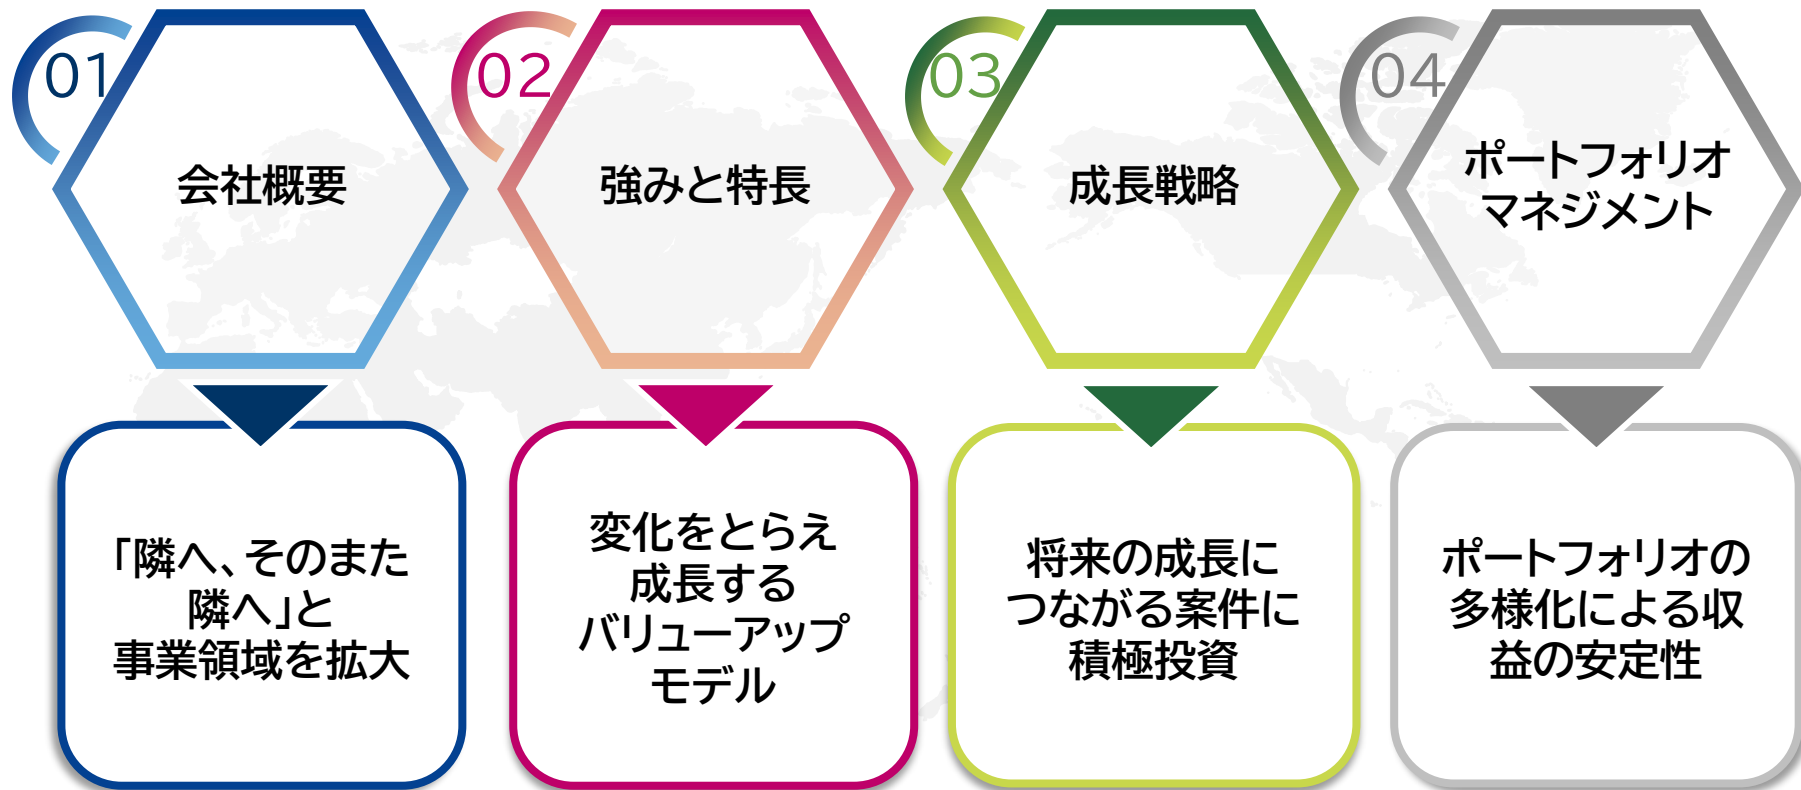 01
会社概要
「隣へ、そのまた
隣へ」と
事業領域を拡大
02
強みと特長
変化をとらえ
成長する
バリューアップ
モデル
03
成長戦略
将来の成長に
つながる案件に
積極投資
04
ポートフォリオ
マネジメント
ポートフォリオの
多様化による収
益の安定性